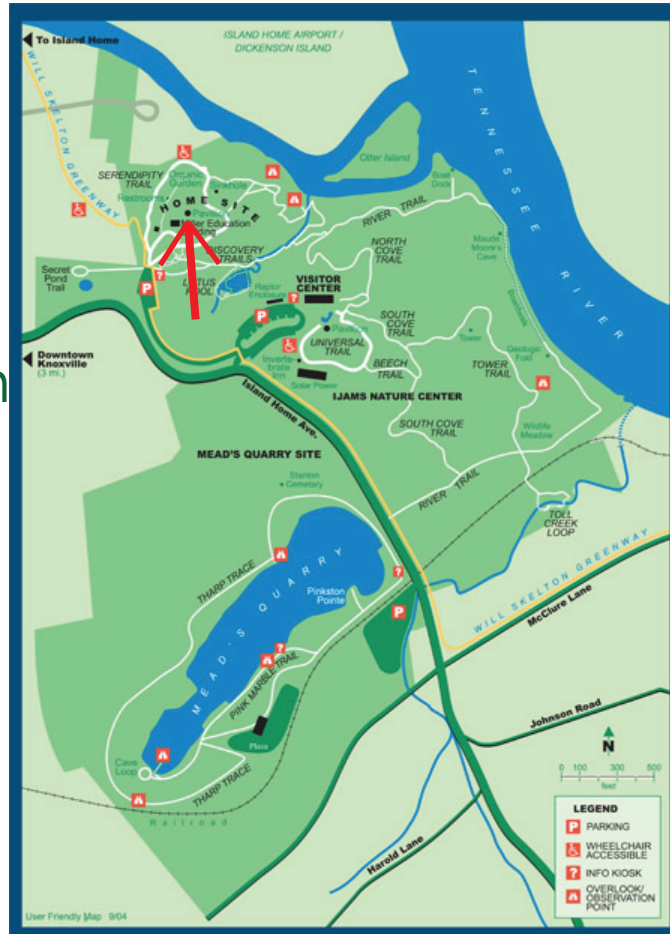 To Island Home
ISLAND HOME AIRPORT /
DICKENSON ISLAND
WILL SKELTON GREENWAY
TENNESSEE RIVER
Otter Island
Boat
Dock
SERENDIPITY
TRAIL
Organic
Garden
Sinkhole
Restrooms
HOME SITE
Pavilion
Miller Education
DISCOVERY
TRAILS
RIVER TRAIL
Maude
Moore's
Cave
NORTH
COVE
TRAIL
Boardwalk
Secret
Pond
Trail
LOTUS
POOL
Raptor
Enclosure
VISITOR
CENTER
Pavilion
UNIVERSAL
TRAIL
SOUTH
COVE
TRAIL
Tower
TOWER
TRAIL
Geologic
Fold
BEECH
TRAIL
Downtown
Knoxville
(3 mi.)
Inverte-
brate
Inn
Solar Power
n
IJAMS NATURE CENTER
Island Home Ave.
SOUTH COVE
TRAIL
Wildlife
Meadow
MEAD'S QUARRY SITE
Stanton
Cemetery
RIVER TRAIL
TOLL
CREEK
LOOP
THARP TRACE
MEAD'S QUARRY
Pinkston
Pointe
WILL SKELTON GREENWAY
McClure Lane
PINK MARBLE TRAIL
Plaza
Johnson Road
Cave
Loop
THARP TRACE
Railroad
Harold Lane
N
0 100 300 500
feet
LEGEND
P PARKING
WHEELCHAIR
ACCESSIBLE
? INFO KIOSK
OVERLOOK/
OBSERVATION
POINT
User Friendly Map 9/04